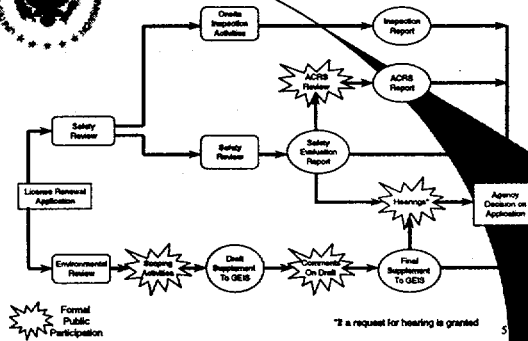 Onsite
Inspection
Activities
Inspection
Report
ACRS
Review
ACRS
Report
Safety
Review
Safety
Review
Safety
Evaluation
Report
License Renewal
Application
Hearings*
Agency
Decision on
Application
Environmental
Review
Scoping
Activities
Draft
Supplement
To GEIS
Comments
On Draft
Final
Supplement
To GEIS
Formal
Public
Participation
*If a request for hearing is granted
5